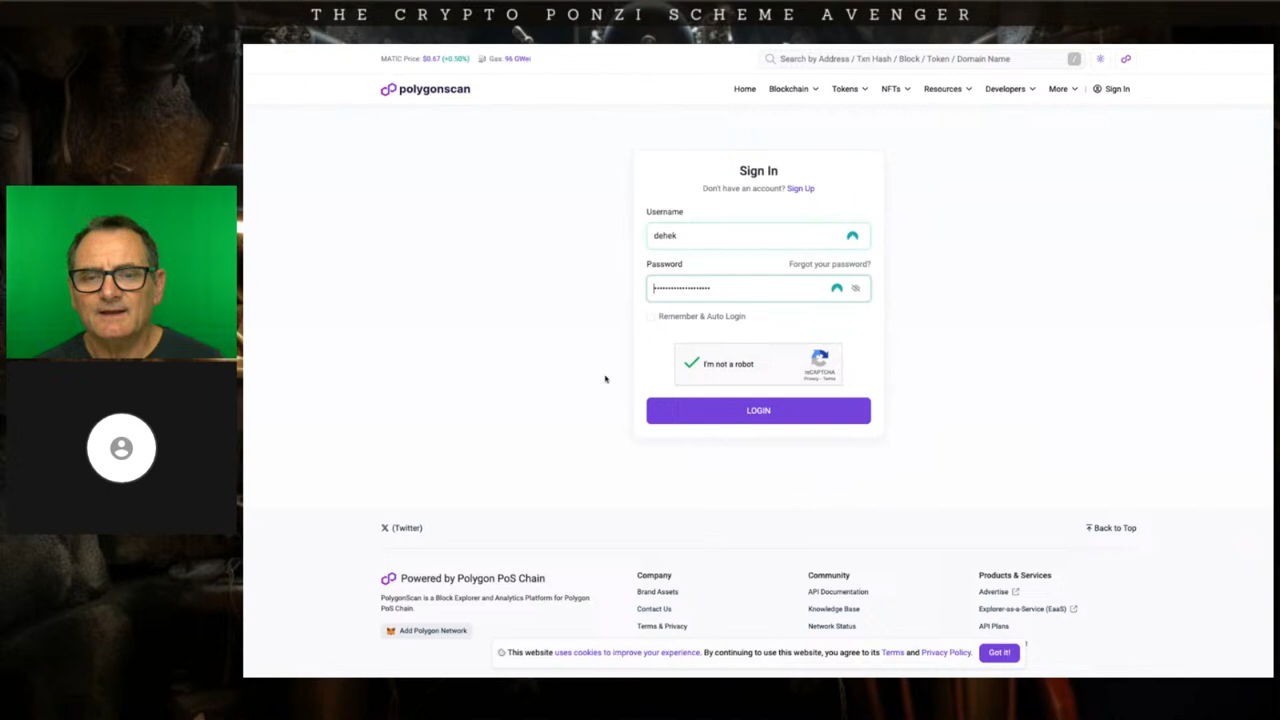 THE CRYPTO PONZI SCHEME AVENGER
MATIC Price: $0.67 (+0.50%) Gas: 96 GWei
Search by Address / Txn Hash / Block / Token / Domain Name /
polygonscan
Home Blockchain Tokens NFTs Resources Developers More | Sign In
Sign In
Don't have an account? Sign Up
Username
dehek
Password Forgot your password?
Remember & Auto Login
I'm not a robot
reCAPTCHA
Privacy - Terms
LOGIN
X (Twitter)
Back to Top
Powered by Polygon PoS Chain
PolygonScan is a Block Explorer and Analytics Platform for Polygon
PoS Chain.
Add Polygon Network
Company
Brand Assets
Contact Us
Terms & Privacy
Community
API Documentation
Knowledge Base
Network Status
Products & Services
Advertise
Explorer-as-a-Service (EaaS)
API Plans
This website uses cookies to improve your experience. By continuing to use this website, you agree to its Terms and Privacy Policy. Got it!